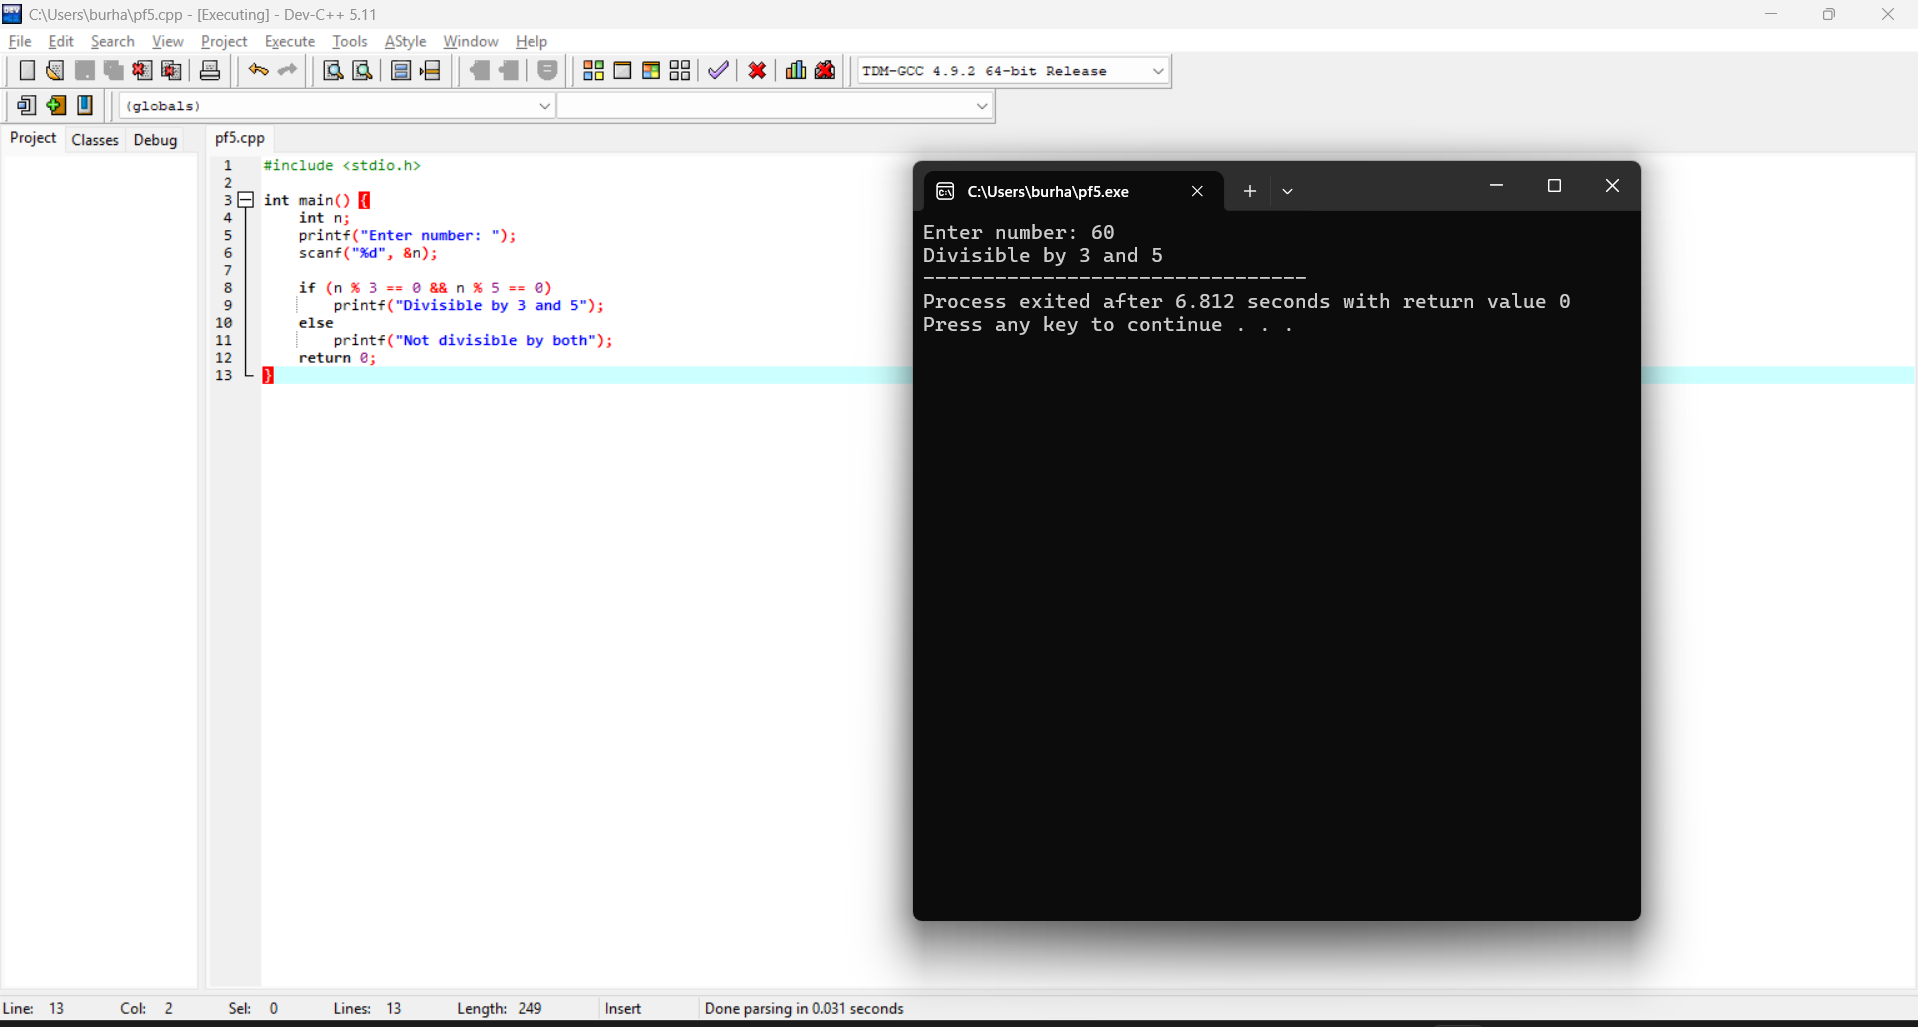 C:\Users\burha\pf5.cpp - [Executing] - Dev-C++ 5.11
File Edit Search View Project Execute Tools AStyle Window Help
TDM-GCC 4.9.2 64-bit Release
(globals)
Project Classes Debug
pf5.cpp
1 #include <stdio.h>
2
3 int main() {
4     int n;
5     printf("Enter number: ");
6     scanf("%d", &n);
7
8     if (n % 3 == 0 && n % 5 == 0)
9         printf("Divisible by 3 and 5");
10     else
11         printf("Not divisible by both");
12     return 0;
13 }
C:\Users\burha\pf5.exe
Enter number: 60
Divisible by 3 and 5
--------------------------------
Process exited after 6.812 seconds with return value 0
Press any key to continue . . .
Line: 13 Col: 2 Sel: 0 Lines: 13 Length: 249 Insert Done parsing in 0.031 seconds